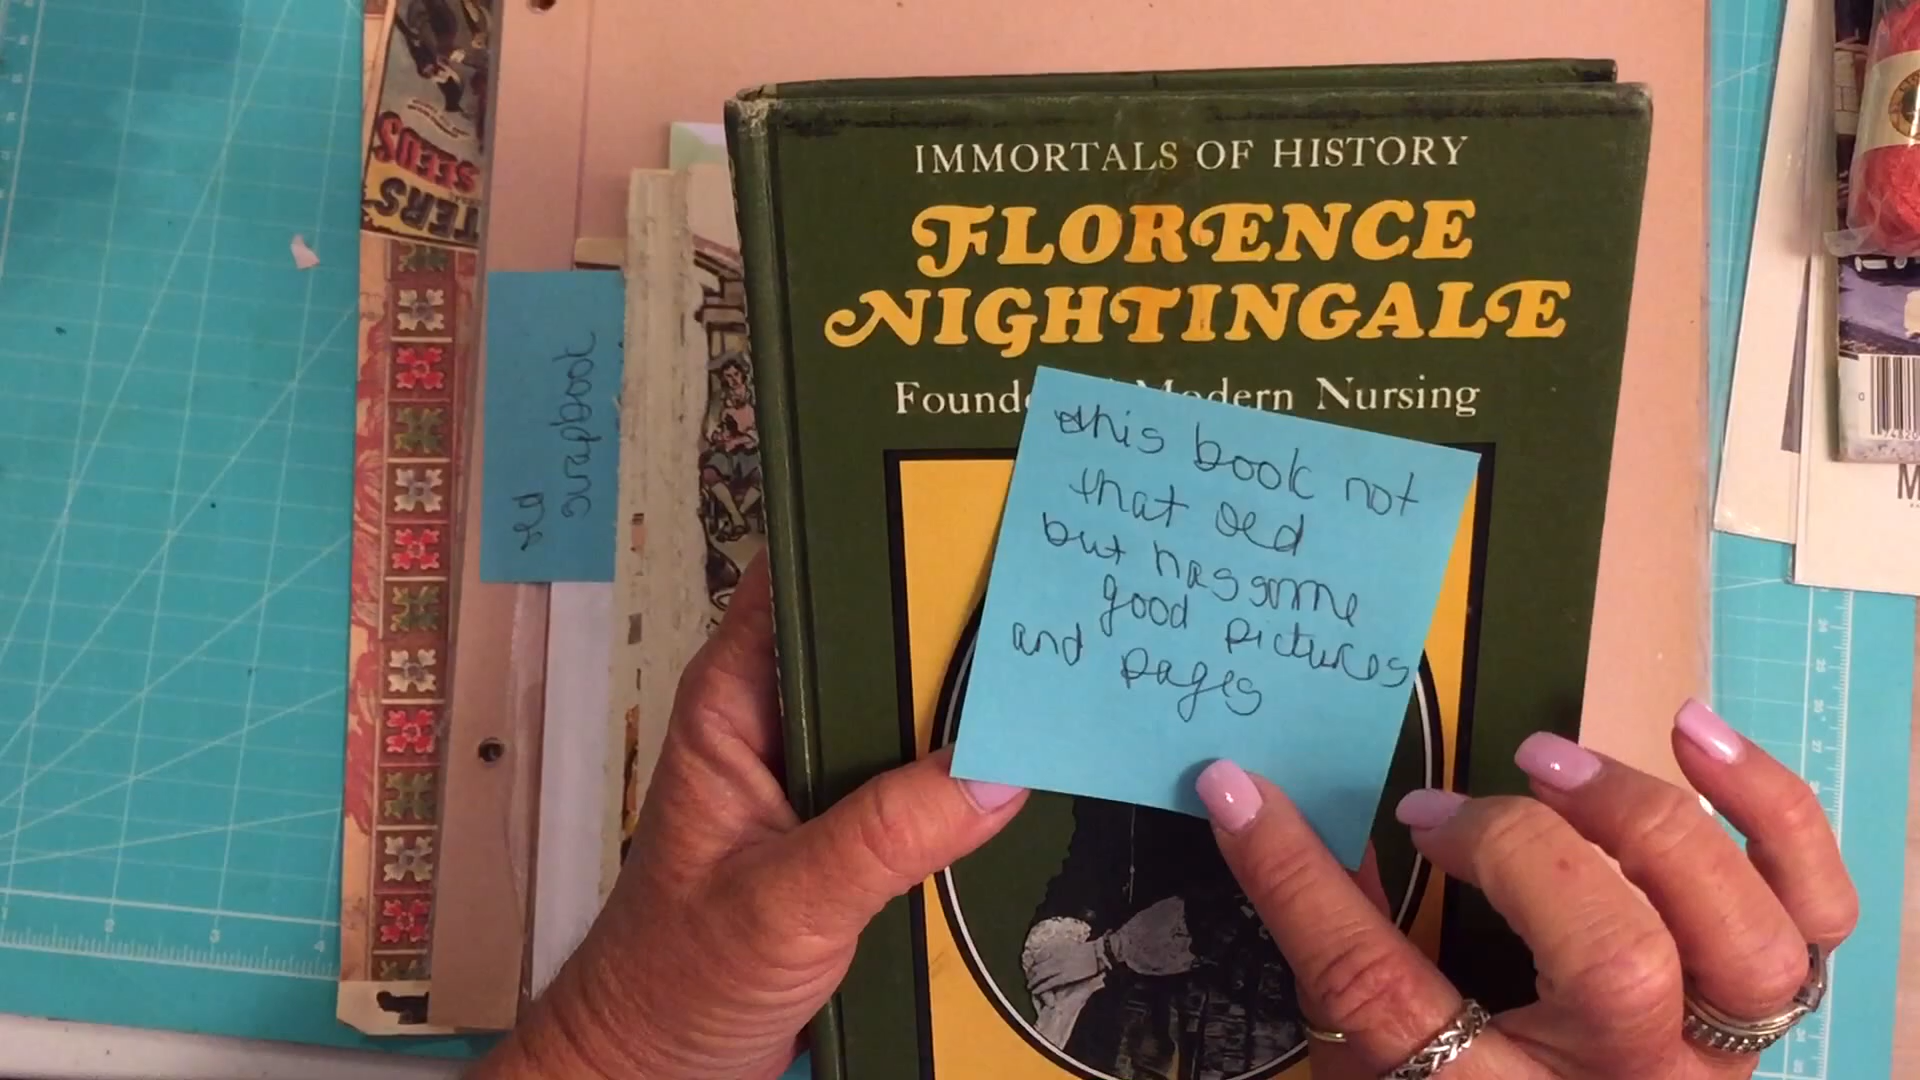 IMMORTALS OF HISTORY
FLORENCE
NIGHTINGALE
Modern Nursing
this book not
that old
but has some
good pictures
and pages
old
scrapbook
SEEDS